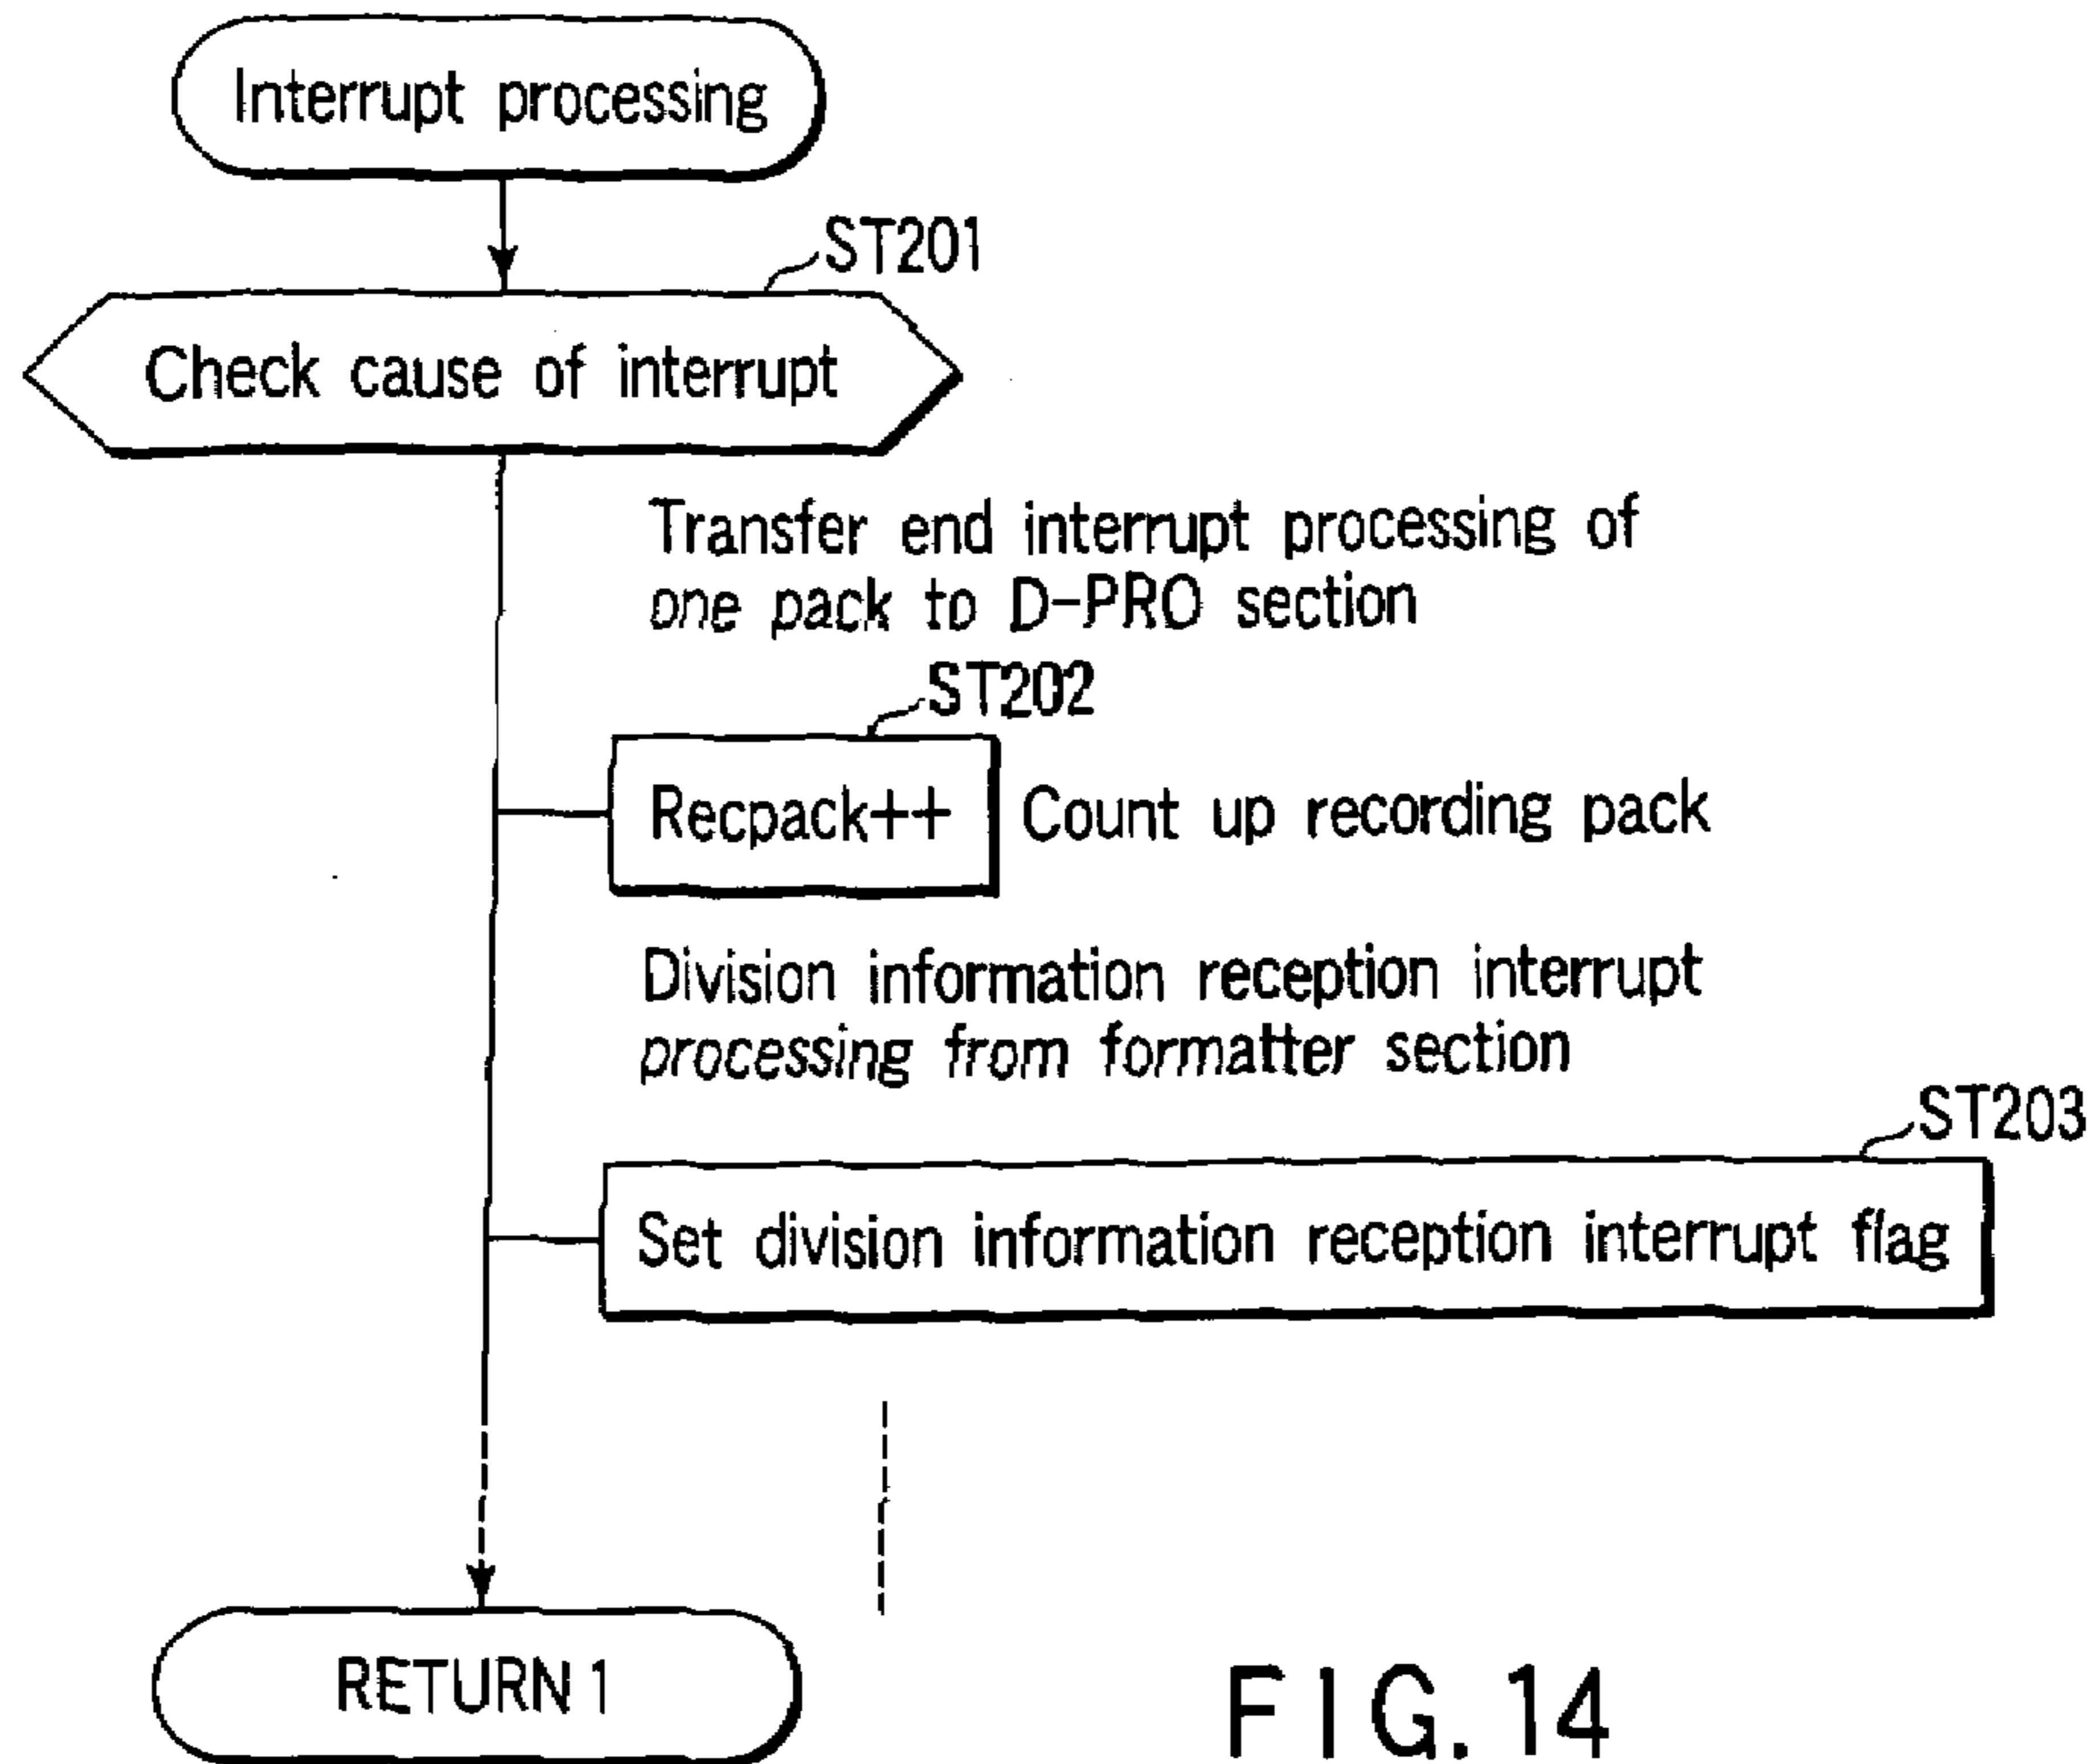 Interrupt processing
ST201
Check cause of interrupt
Transfer end interrupt processing of
one pack to D-PRO section
ST202
Recpack++ Count up recording pack
Division information reception interrupt
processing from formatter section
ST203
Set division information reception interrupt flag
RETURN 1
FIG. 14